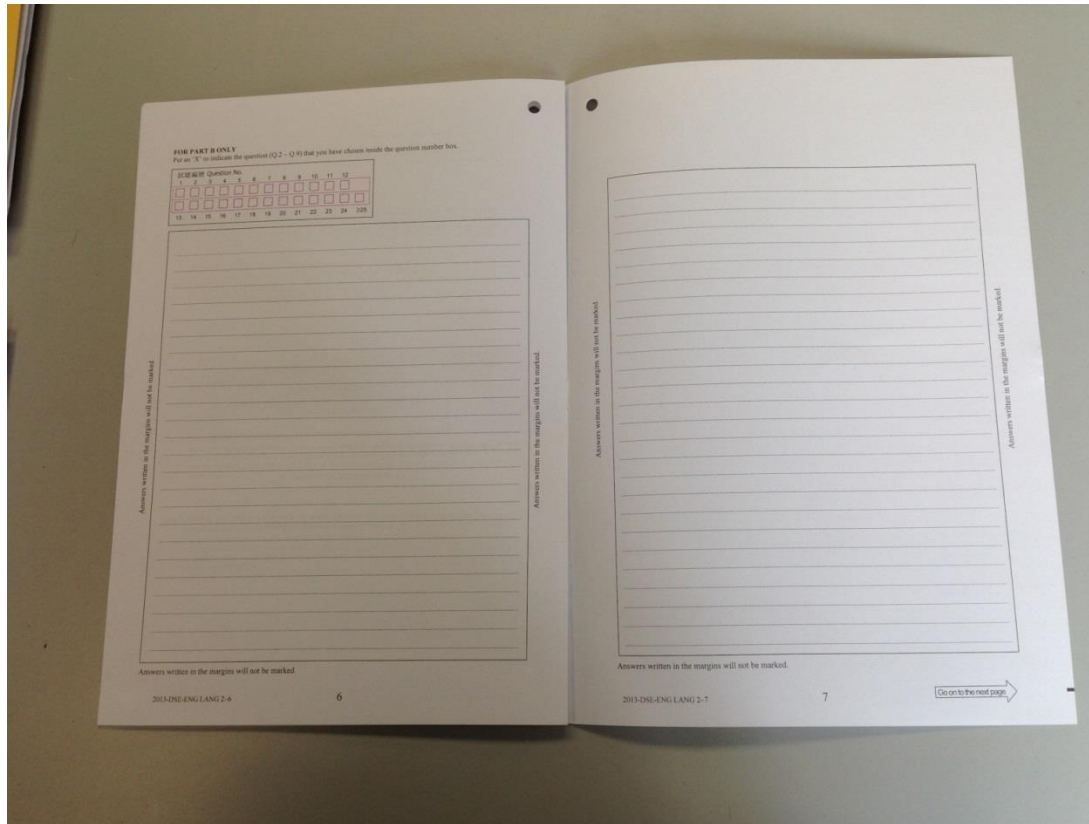 FOR PART B ONLY
Put an 'X' to indicate the question (Q.2 – Q.9) that you have chosen inside the question number box.
試題編號 Question No.
1 2 3 4 5 6 7 8 9 10 11 12
13 14 15 16 17 18 19 20 21 22 23 24 ≥25
Answers written in the margins will not be marked.
Answers written in the margins will not be marked.
Answers written in the margins will not be marked
2013-DSE-ENG LANG 2–6
6
Answers written in the margins will not be marked.
Answers written in the margins will not be marked.
Answers written in the margins will not be marked.
2013-DSE-ENG LANG 2–7
7
Go on to the next page